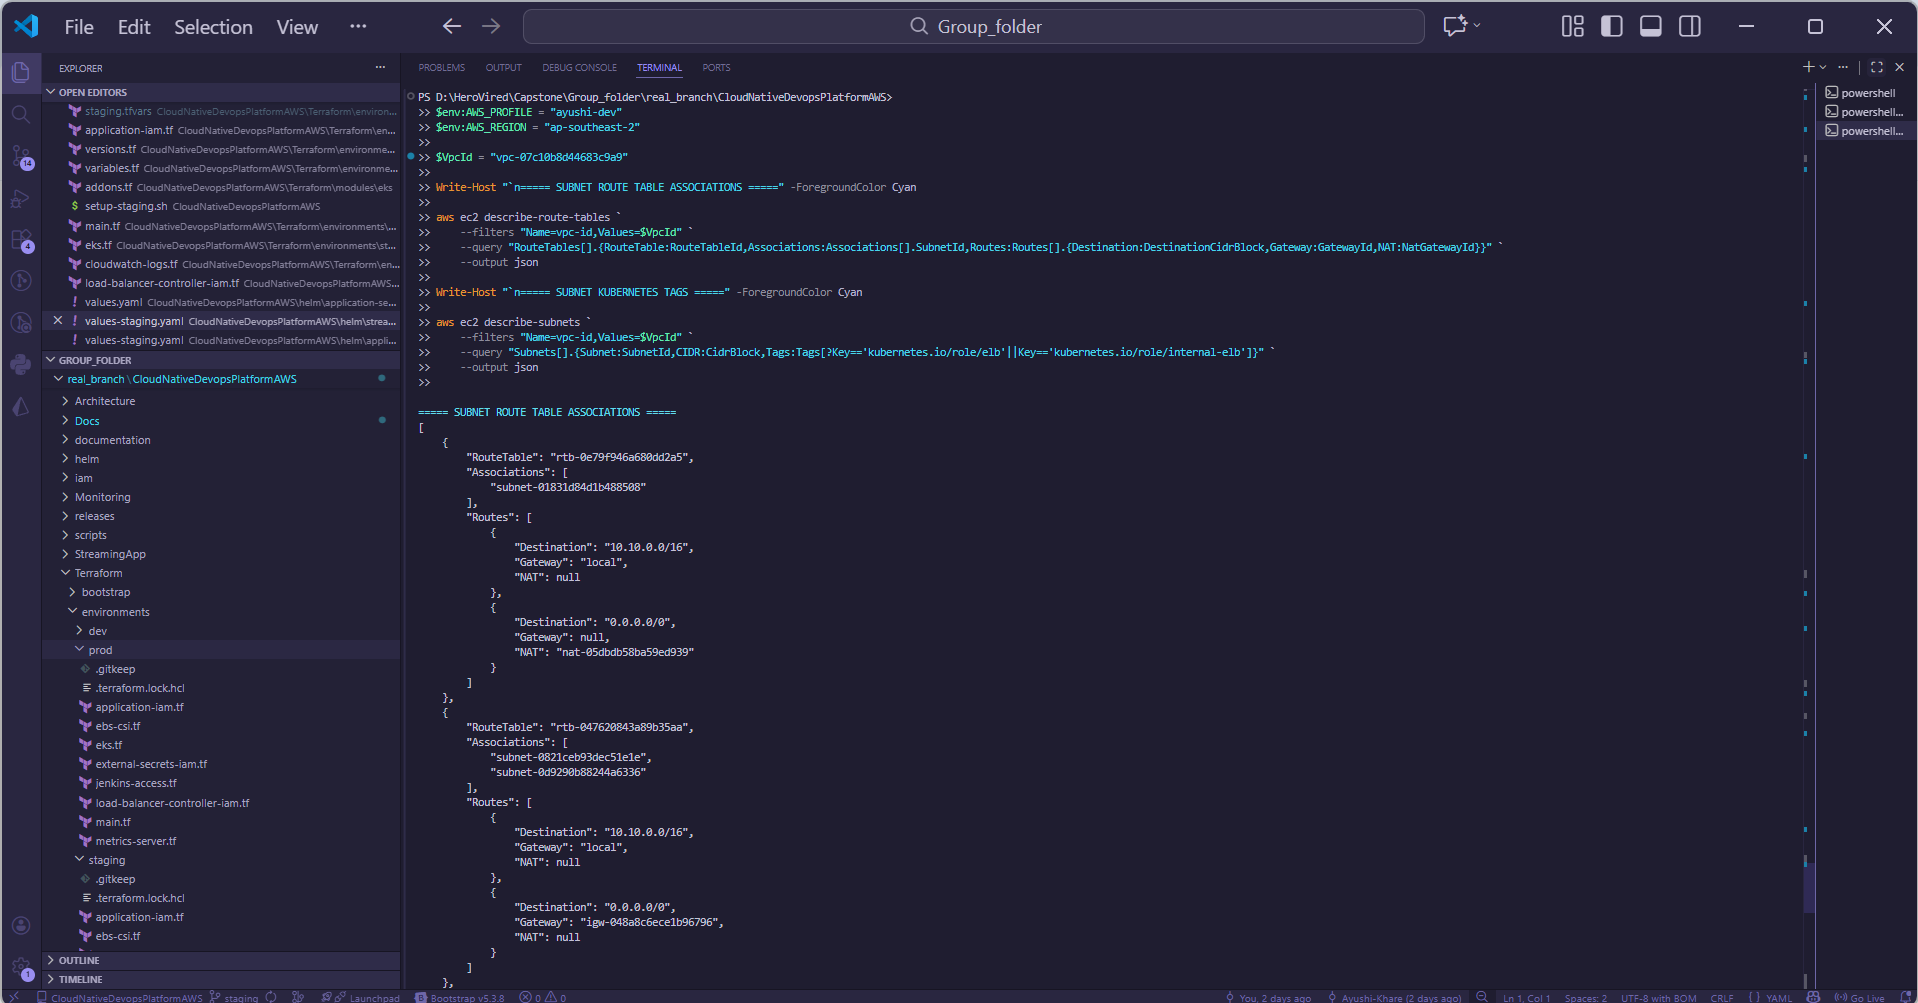 File Edit Selection View ···
Group_folder
EXPLORER
OPEN EDITORS
staging.tfvars CloudNativeDevopsPlatformAWS\Terraform\environ...
application-iam.tf CloudNativeDevopsPlatformAWS\Terraform\en...
versions.tf CloudNativeDevopsPlatformAWS\Terraform\environme...
variables.tf CloudNativeDevopsPlatformAWS\Terraform\environme...
addons.tf CloudNativeDevopsPlatformAWS\Terraform\modules\eks
$ setup-staging.sh CloudNativeDevopsPlatformAWS
main.tf CloudNativeDevopsPlatformAWS\Terraform\environments\...
eks.tf CloudNativeDevopsPlatformAWS\Terraform\environments\st...
cloudwatch-logs.tf CloudNativeDevopsPlatformAWS\Terraform\en...
load-balancer-controller-iam.tf CloudNativeDevopsPlatformAWS...
! values.yaml CloudNativeDevopsPlatformAWS\helm\application-se...
! values-staging.yaml CloudNativeDevopsPlatformAWS\helm\strea...
! values-staging.yaml CloudNativeDevopsPlatformAWS\helm\appli...
GROUP_FOLDER
real_branch\CloudNativeDevopsPlatformAWS
Architecture
Docs
documentation
helm
iam
Monitoring
releases
scripts
StreamingApp
Terraform
bootstrap
environments
dev
prod
.gitkeep
.terraform.lock.hcl
application-iam.tf
ebs-csi.tf
eks.tf
external-secrets-iam.tf
jenkins-access.tf
load-balancer-controller-iam.tf
main.tf
metrics-server.tf
staging
.gitkeep
.terraform.lock.hcl
application-iam.tf
ebs-csi.tf
OUTLINE
TIMELINE
14
4
1
PROBLEMS OUTPUT DEBUG CONSOLE TERMINAL PORTS
PS D:\HeroVired\Capstone\Group_folder\real_branch\CloudNativeDevopsPlatformAWS>
>> $env:AWS_PROFILE = "ayushi-dev"
>> $env:AWS_REGION = "ap-southeast-2"
>>
>> $VpcId = "vpc-07c10b8d44683c9a9"
>>
>> Write-Host "`n===== SUBNET ROUTE TABLE ASSOCIATIONS =====" -ForegroundColor Cyan
>>
>> aws ec2 describe-route-tables `
>>     --filters "Name=vpc-id,Values=$VpcId" `
>>     --query "RouteTables[].{RouteTable:RouteTableId,Associations:Associations[].SubnetId,Routes:Routes[].{Destination:DestinationCidrBlock,Gateway:GatewayId,NAT:NatGatewayId}}" `
>>     --output json
>>
>> Write-Host "`n===== SUBNET KUBERNETES TAGS =====" -ForegroundColor Cyan
>>
>> aws ec2 describe-subnets `
>>     --filters "Name=vpc-id,Values=$VpcId" `
>>     --query "Subnets[].{Subnet:SubnetId,CIDR:CidrBlock,Tags:Tags[?Key=='kubernetes.io/role/elb'||Key=='kubernetes.io/role/internal-elb']}" `
>>     --output json
>>
===== SUBNET ROUTE TABLE ASSOCIATIONS =====
[
    {
        "RouteTable": "rtb-0e79f946a680dd2a5",
        "Associations": [
            "subnet-01831d84d1b488508"
        ],
        "Routes": [
            {
                "Destination": "10.10.0.0/16",
                "Gateway": "local",
                "NAT": null
            },
            {
                "Destination": "0.0.0.0/0",
                "Gateway": null,
                "NAT": "nat-05dbdb58ba59ed939"
            }
        ]
    },
    {
        "RouteTable": "rtb-047620843a89b35aa",
        "Associations": [
            "subnet-0821ceb93dec51e1e",
            "subnet-0d9290b88244a6336"
        ],
        "Routes": [
            {
                "Destination": "10.10.0.0/16",
                "Gateway": "local",
                "NAT": null
            },
            {
                "Destination": "0.0.0.0/0",
                "Gateway": "igw-048a8c6ece1b96796",
                "NAT": null
            }
        ]
    },
powershell
powershell...
powershell...
CloudNativeDevopsPlatformAWS staging Launchpad Bootstrap v5.3.8 0 0 You, 2 days ago Ayushi-Khare (2 days ago) Ln 1, Col 1 Spaces: 2 UTF-8 with BOM CRLF { } YAML Go Live